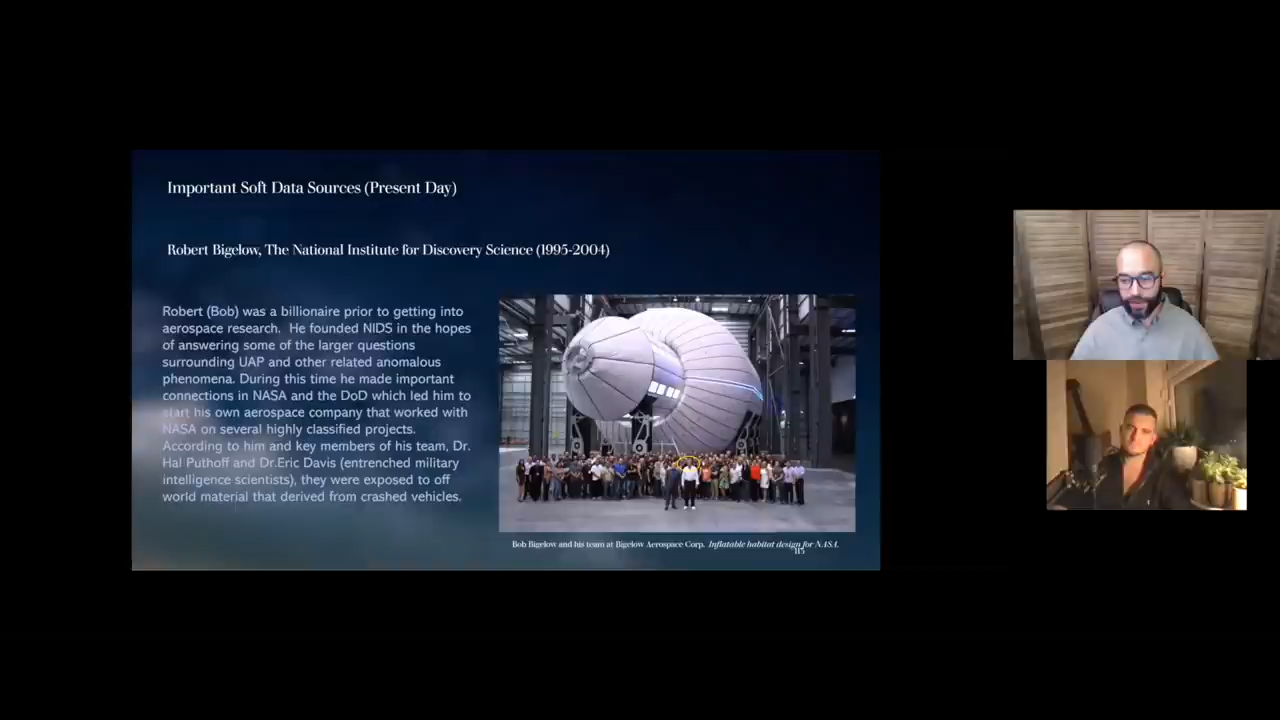 Important Soft Data Sources (Present Day)
Robert Bigelow, The National Institute for Discovery Science (1995-2004)
Robert (Bob) was a billionaire prior to getting into
aerospace research. He founded NIDS in the hopes
of answering some of the larger questions
surrounding UAP and other related anomalous
phenomena. During this time he made important
connections in NASA and the DoD which led him to
start his own aerospace company that worked with
NASA on several highly classified projects.
According to him and key members of his team, Dr.
Hal Puthoff and Dr.Eric Davis (entrenched military
intelligence scientists), they were exposed to off
world material that derived from crashed vehicles.
Bob Bigelow and his team at Bigelow Aerospace Corp. Inflatable habitat design for NASA.